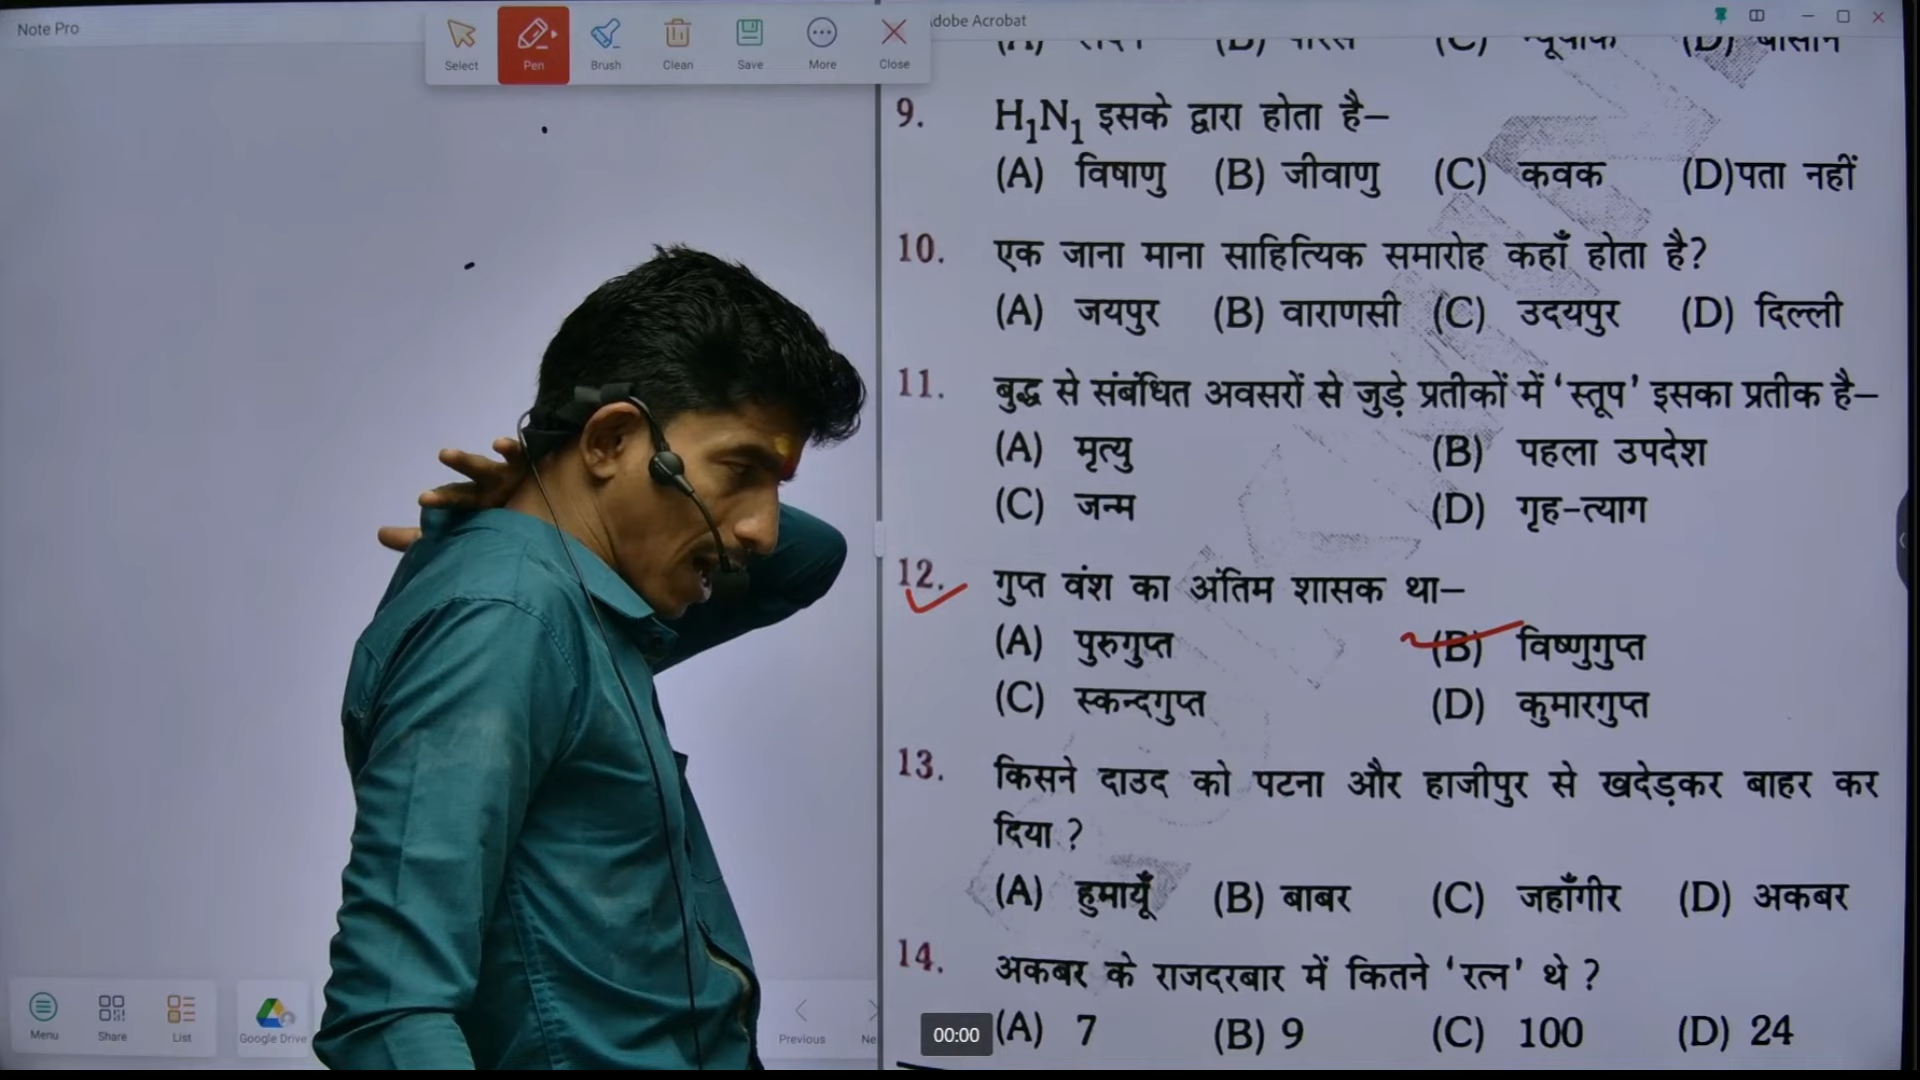 Note Pro
Select
Pen
Brush
Clean
Save
More
Close
Adobe Acrobat
9. H₁N₁ इसके द्वारा होता है–
(A) विषाणु (B) जीवाणु (C) कवक (D)पता नहीं
10. एक जाना माना साहित्यिक समारोह कहाँ होता है?
(A) जयपुर (B) वाराणसी (C) उदयपुर (D) दिल्ली
11. बुद्ध से संबंधित अवसरों से जुड़े प्रतीकों में ‘स्तूप’ इसका प्रतीक है–
(A) मृत्यु (B) पहला उपदेश
(C) जन्म (D) गृह-त्याग
12. गुप्त वंश का अंतिम शासक था–
(A) पुरुगुप्त (B) विष्णुगुप्त
(C) स्कन्दगुप्त (D) कुमारगुप्त
13. किसने दाउद को पटना और हाजीपुर से खदेड़कर बाहर कर
दिया ?
(A) हुमायूँ (B) बाबर (C) जहाँगीर (D) अकबर
14. अकबर के राजदरबार में कितने ‘रत्न’ थे ?
(A) 7 (B) 9 (C) 100 (D) 24
00:00
Menu
Share
List
Google Drive
Previous